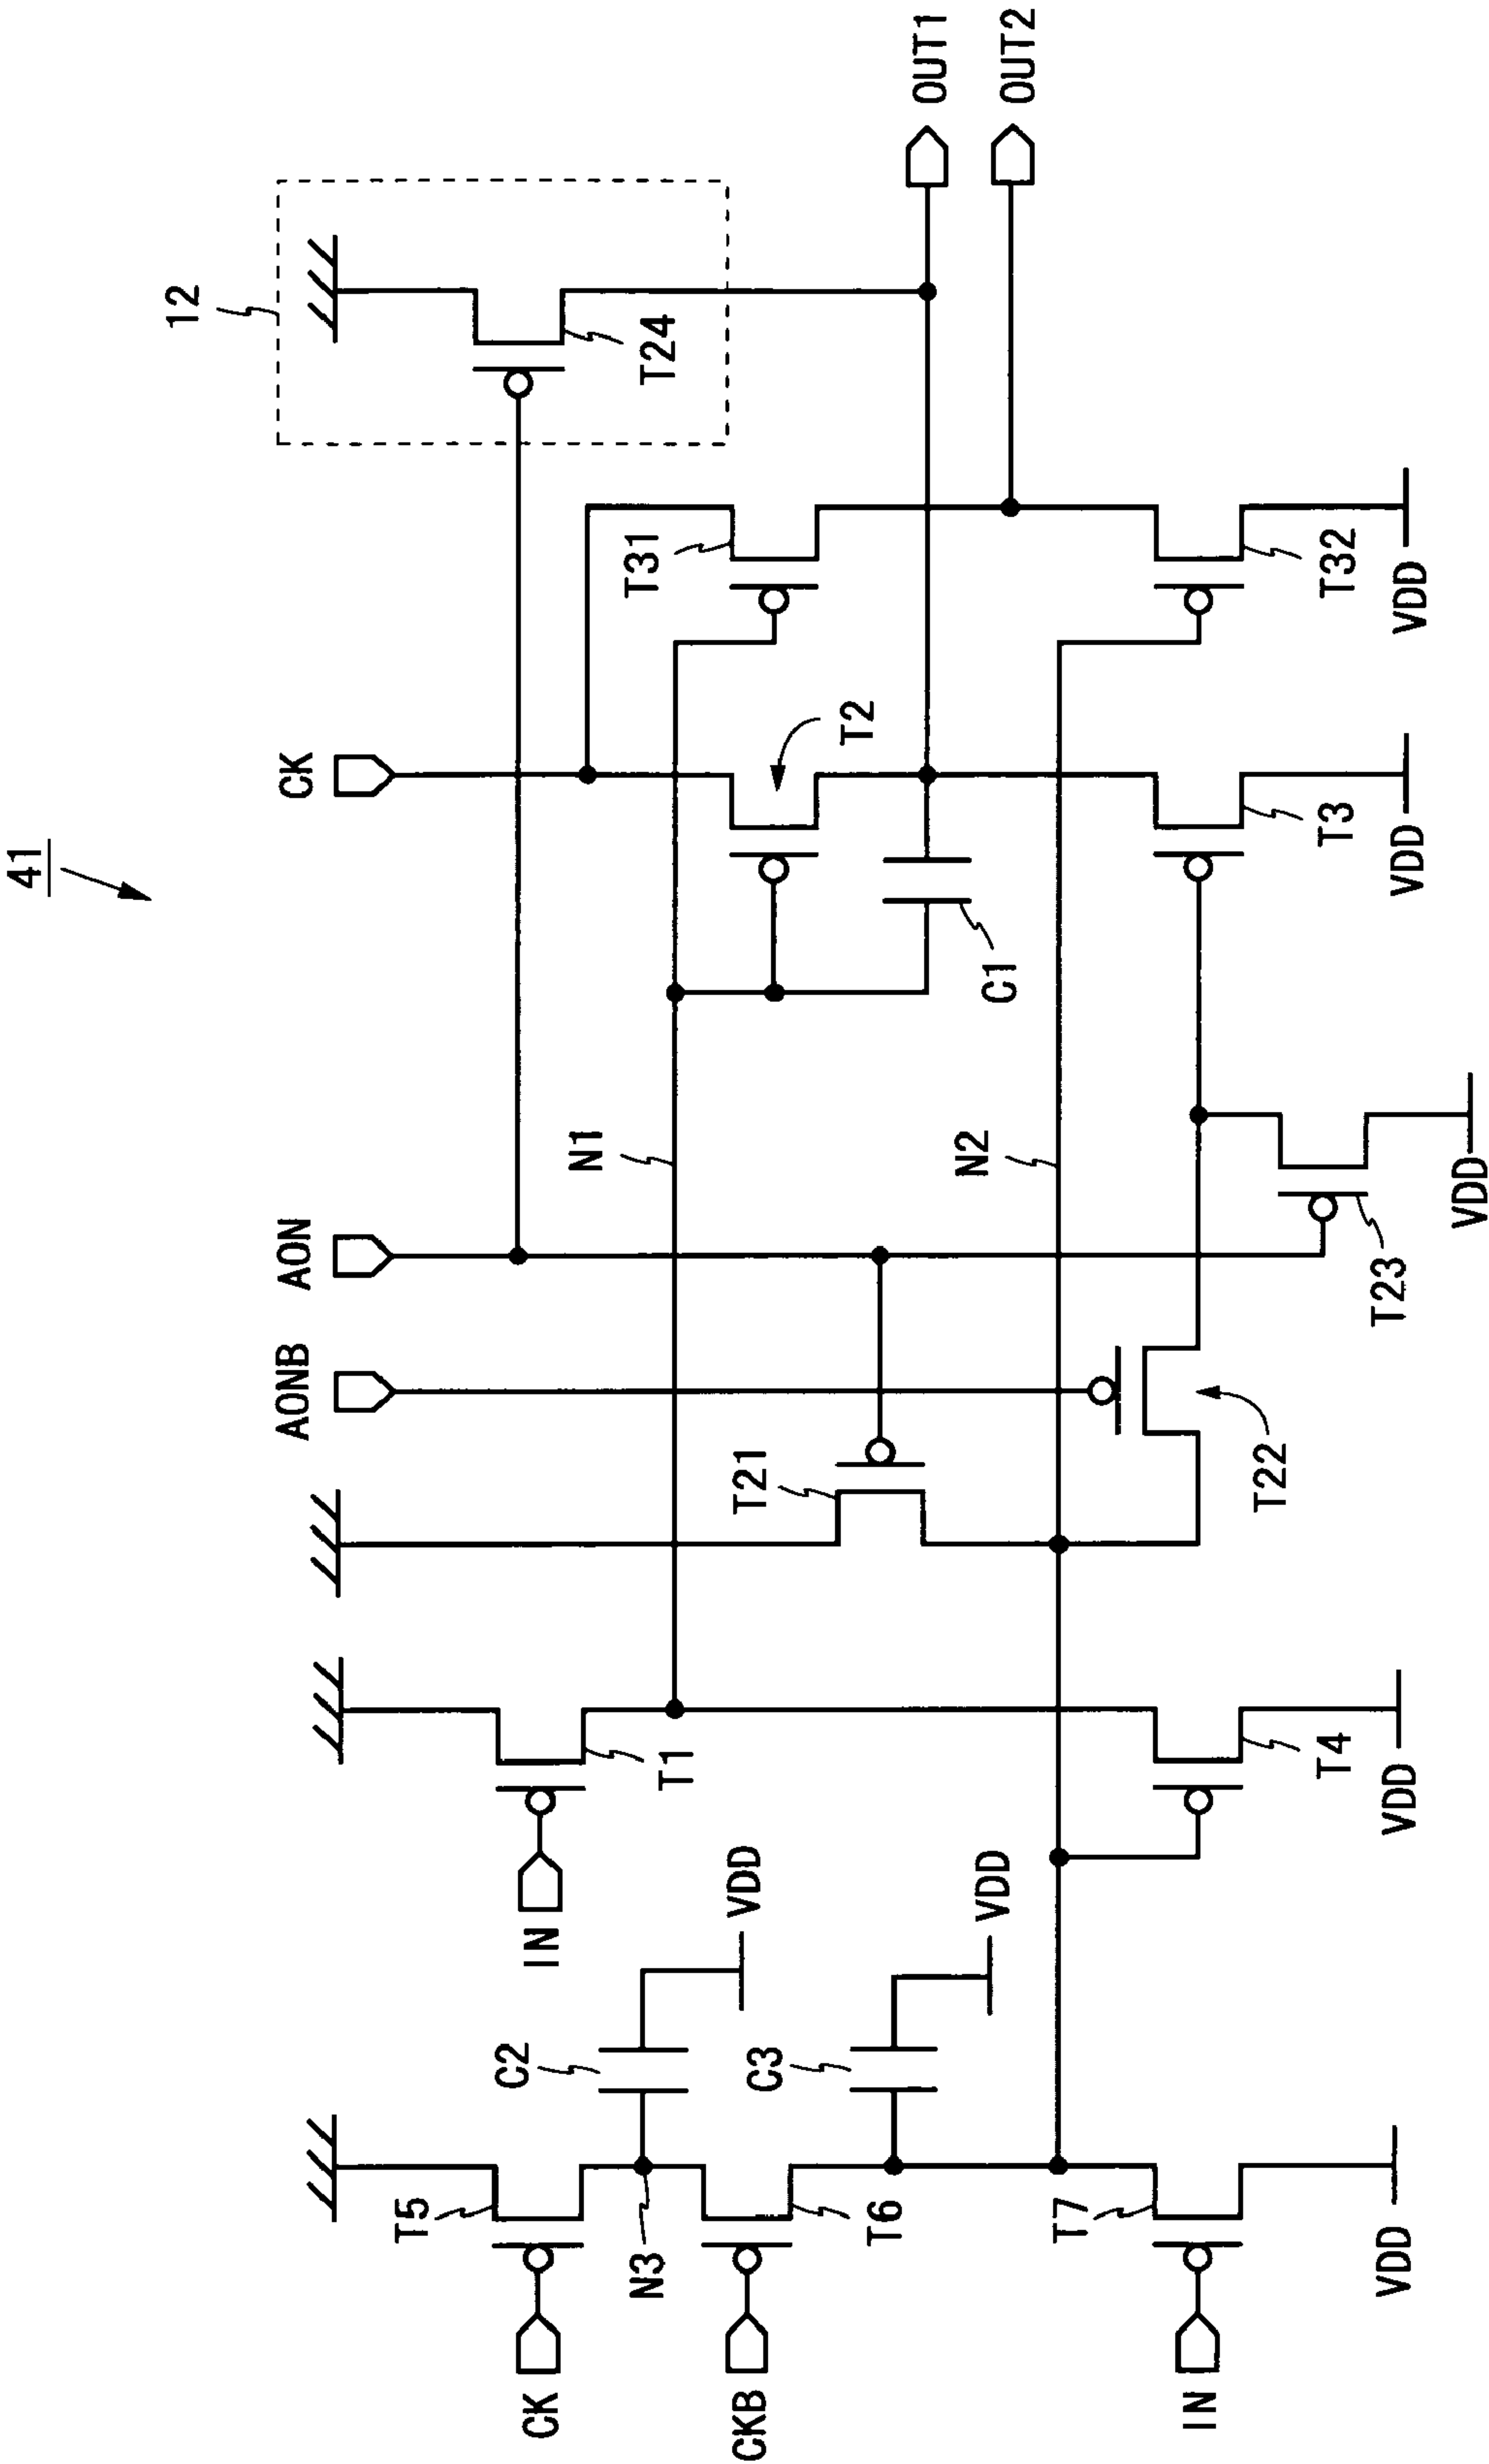 41
12
CK
AON
AONB
T24
OUT1
OUT2
T31
T2
N1
C1
T32
VDD
T3
VDD
N2
T21
T22
T23
VDD
IN
T1
T4
VDD
C2
VDD
C3
VDD
CK
T5
N3
CKB
T6
IN
T7
VDD